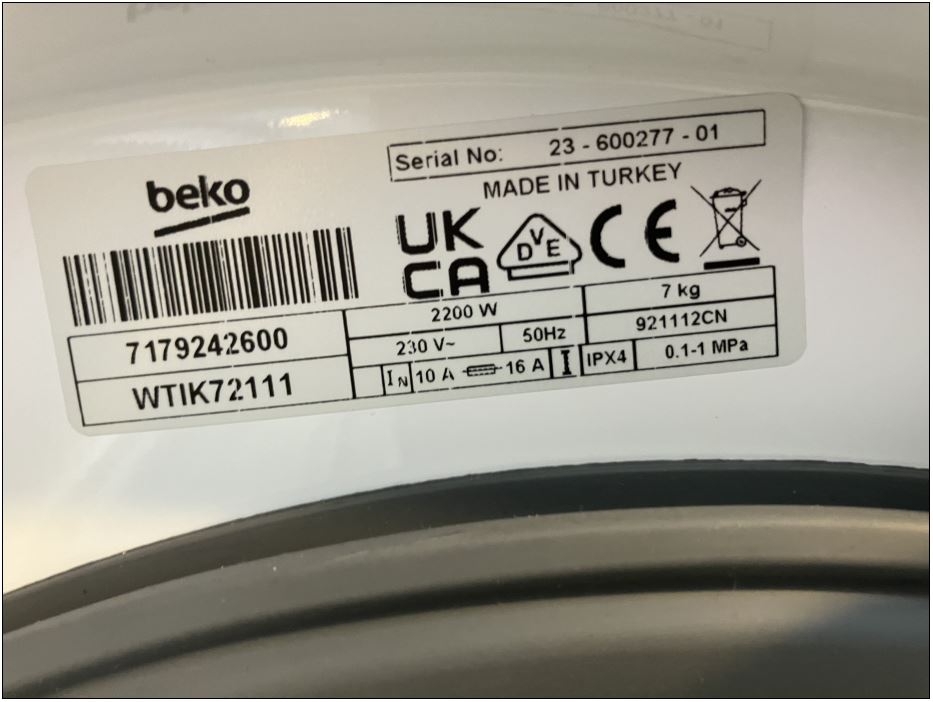 beko
Serial No: 23 - 600277 - 01
MADE IN TURKEY
UK
CA
DVE
CE
7179242600
WTIK72111
2200 W
7 kg
230 V~
50Hz
921112CN
IN 10 A 16 A
IPX4
0.1-1 MPa